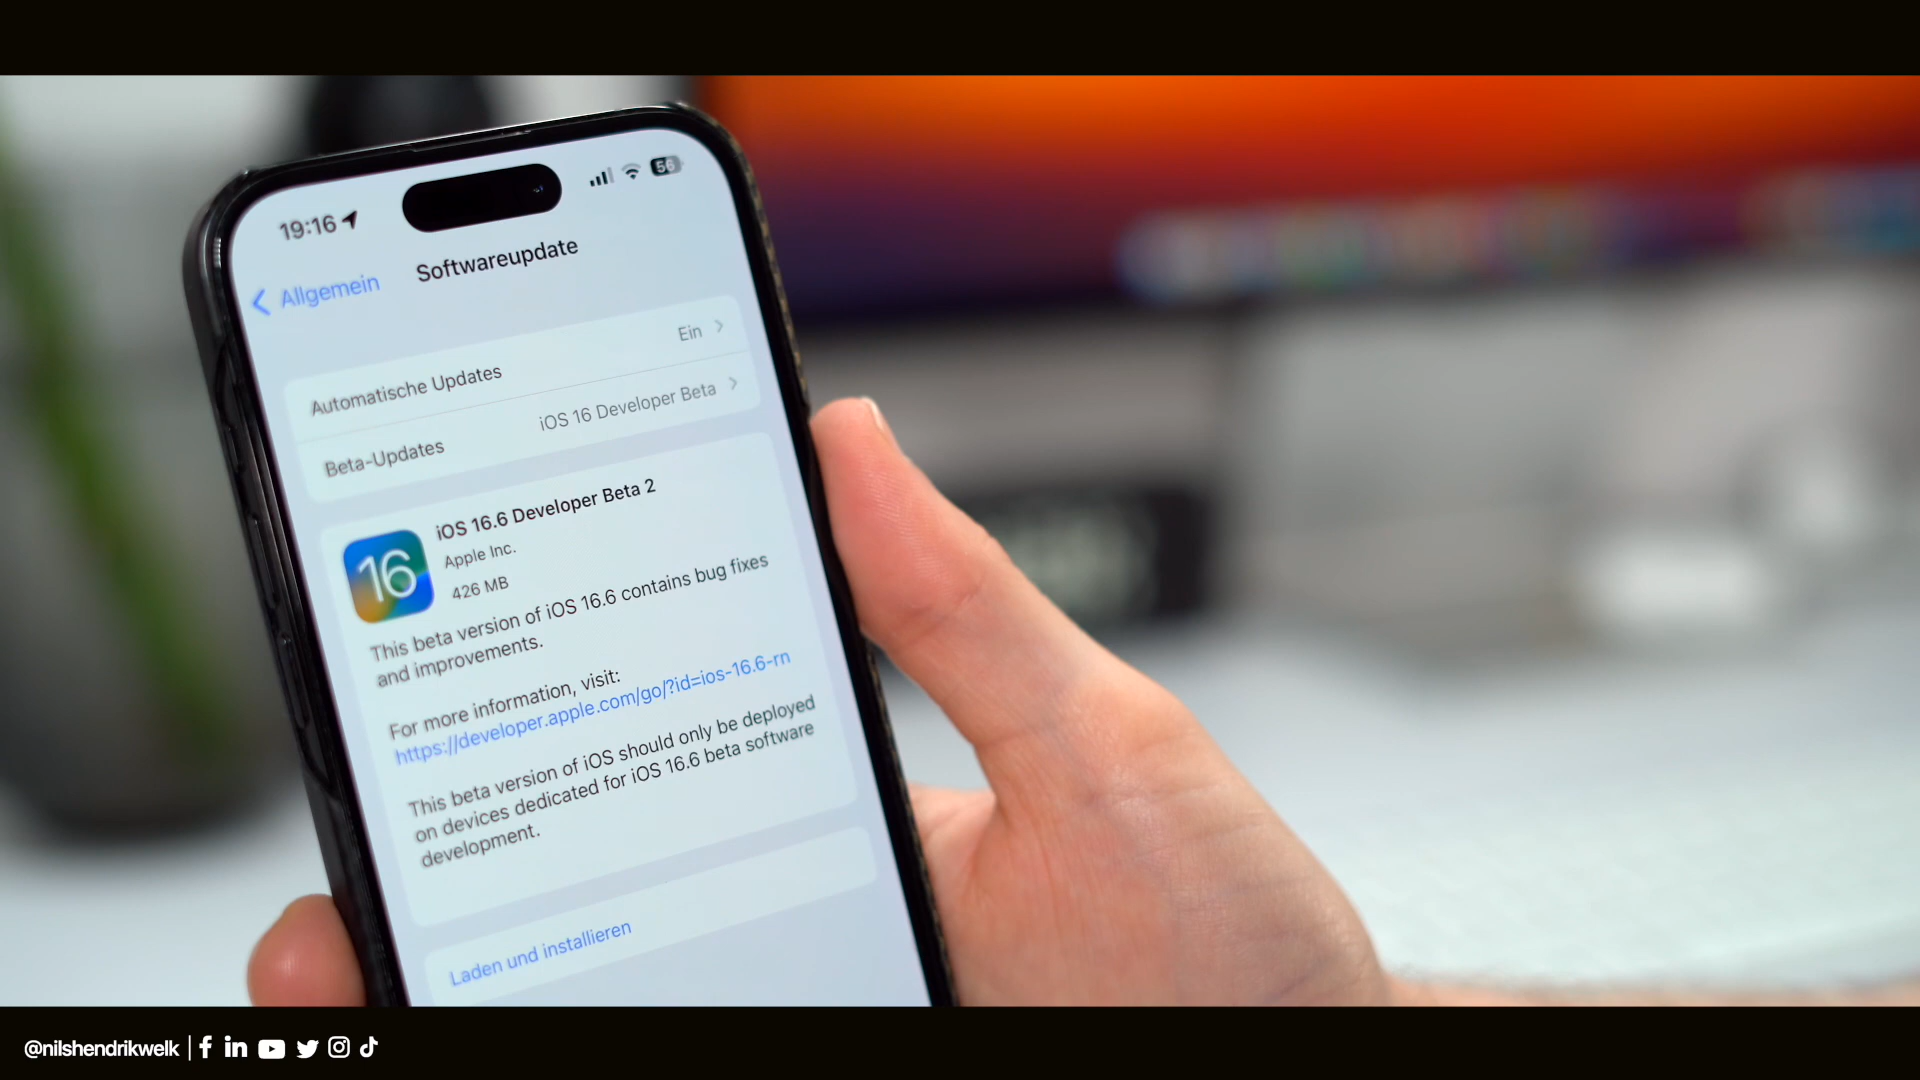 19:16
56
Allgemein
Softwareupdate
Automatische Updates
Ein
Beta-Updates
iOS 16 Developer Beta
16
iOS 16.6 Developer Beta 2
Apple Inc.
426 MB
This beta version of iOS 16.6 contains bug fixes
and improvements.
For more information, visit:
https://developer.apple.com/go/?id=ios-16.6-rn
This beta version of iOS should only be deployed
on devices dedicated for iOS 16.6 beta software
development.
Laden und installieren
@nilshendrikwelk